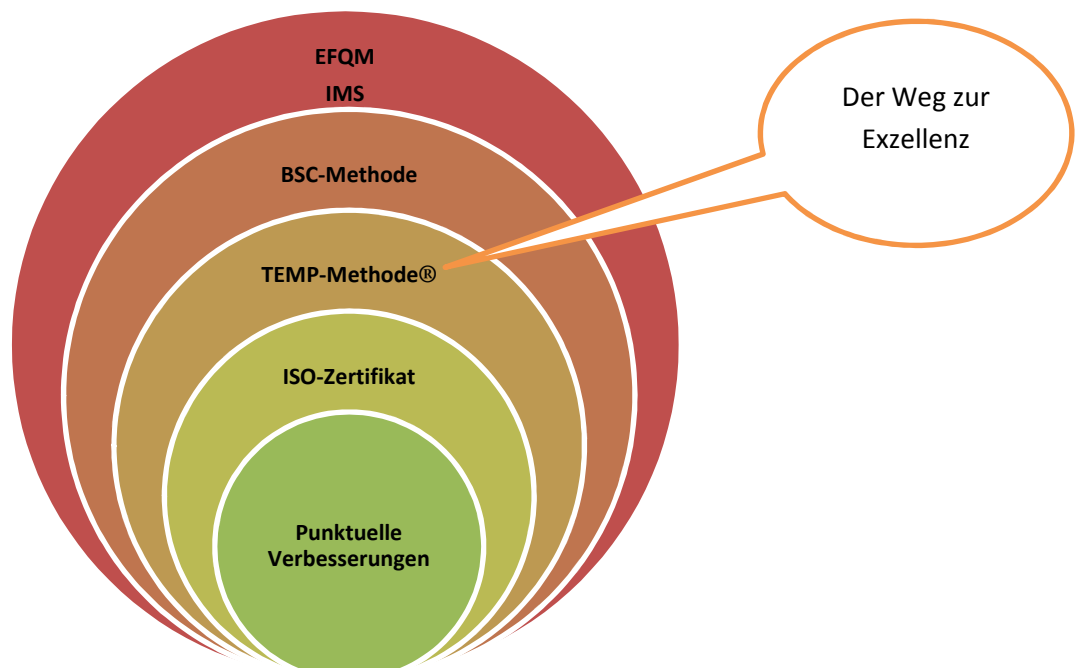 EFQM
IMS
BSC-Methode
TEMP-Methode®
ISO-Zertifikat
Punktuelle
Verbesserungen
Der Weg zur
Exzellenz